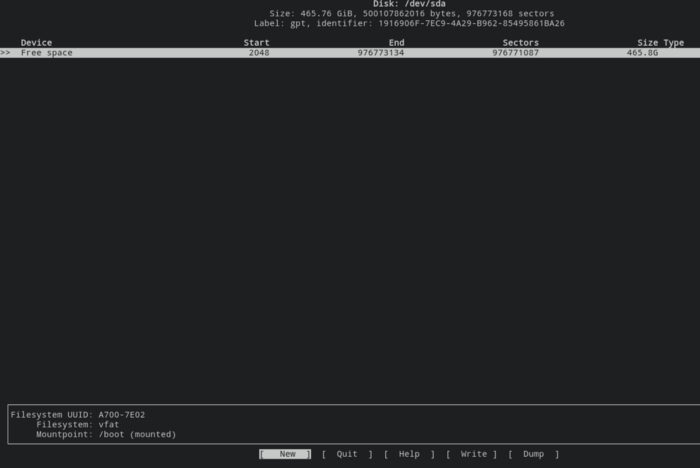 Disk: /dev/sda
Size: 465.76 GiB, 500107862016 bytes, 976773168 sectors
Label: gpt, identifier: 1916906F-7EC9-4A29-B962-85495861BA26
Device Start End Sectors Size Type
>> Free space 2048 976773134 976771087 465.8G
Filesystem UUID: A700-7E02
Filesystem: vfat
Mountpoint: /boot (mounted)
[ New ] [ Quit ] [ Help ] [ Write ] [ Dump ]